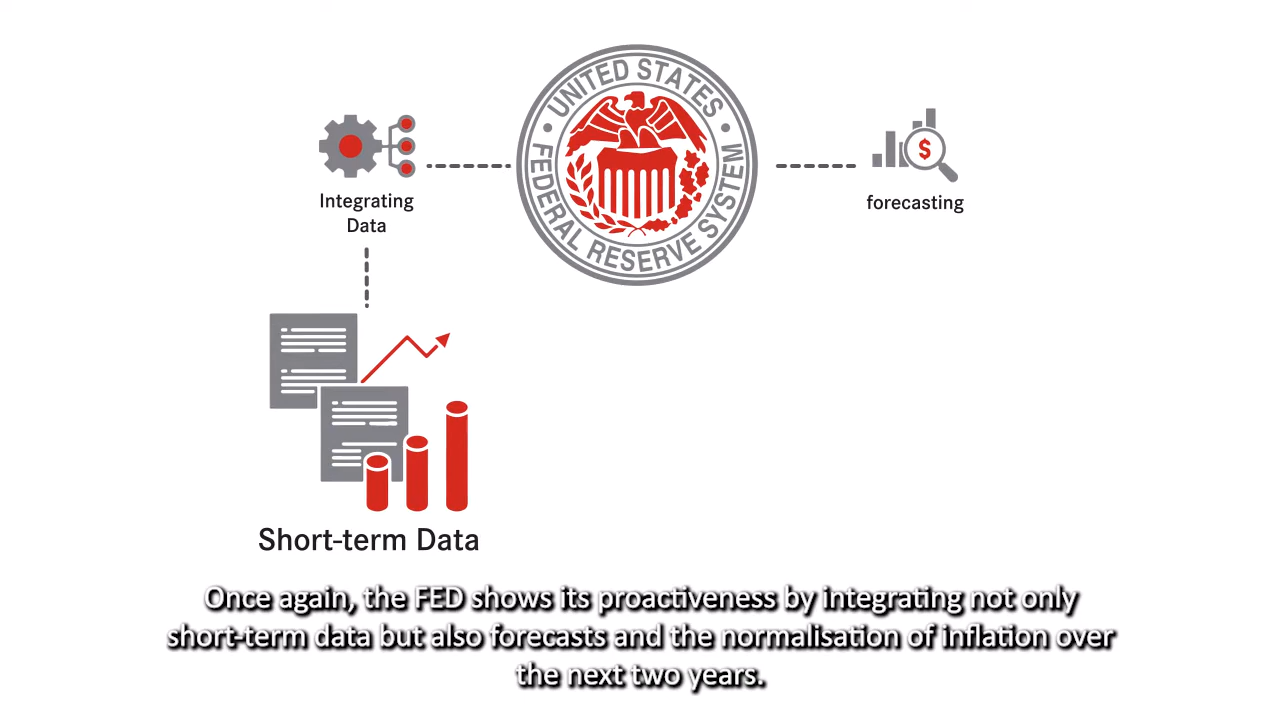 UNITED STATES
FEDERAL RESERVE SYSTEM
Integrating
Data
$
forecasting
Short-term Data
Once again, the FED shows its proactiveness by integrating not only
short-term data but also forecasts and the normalisation of inflation over
the next two years.